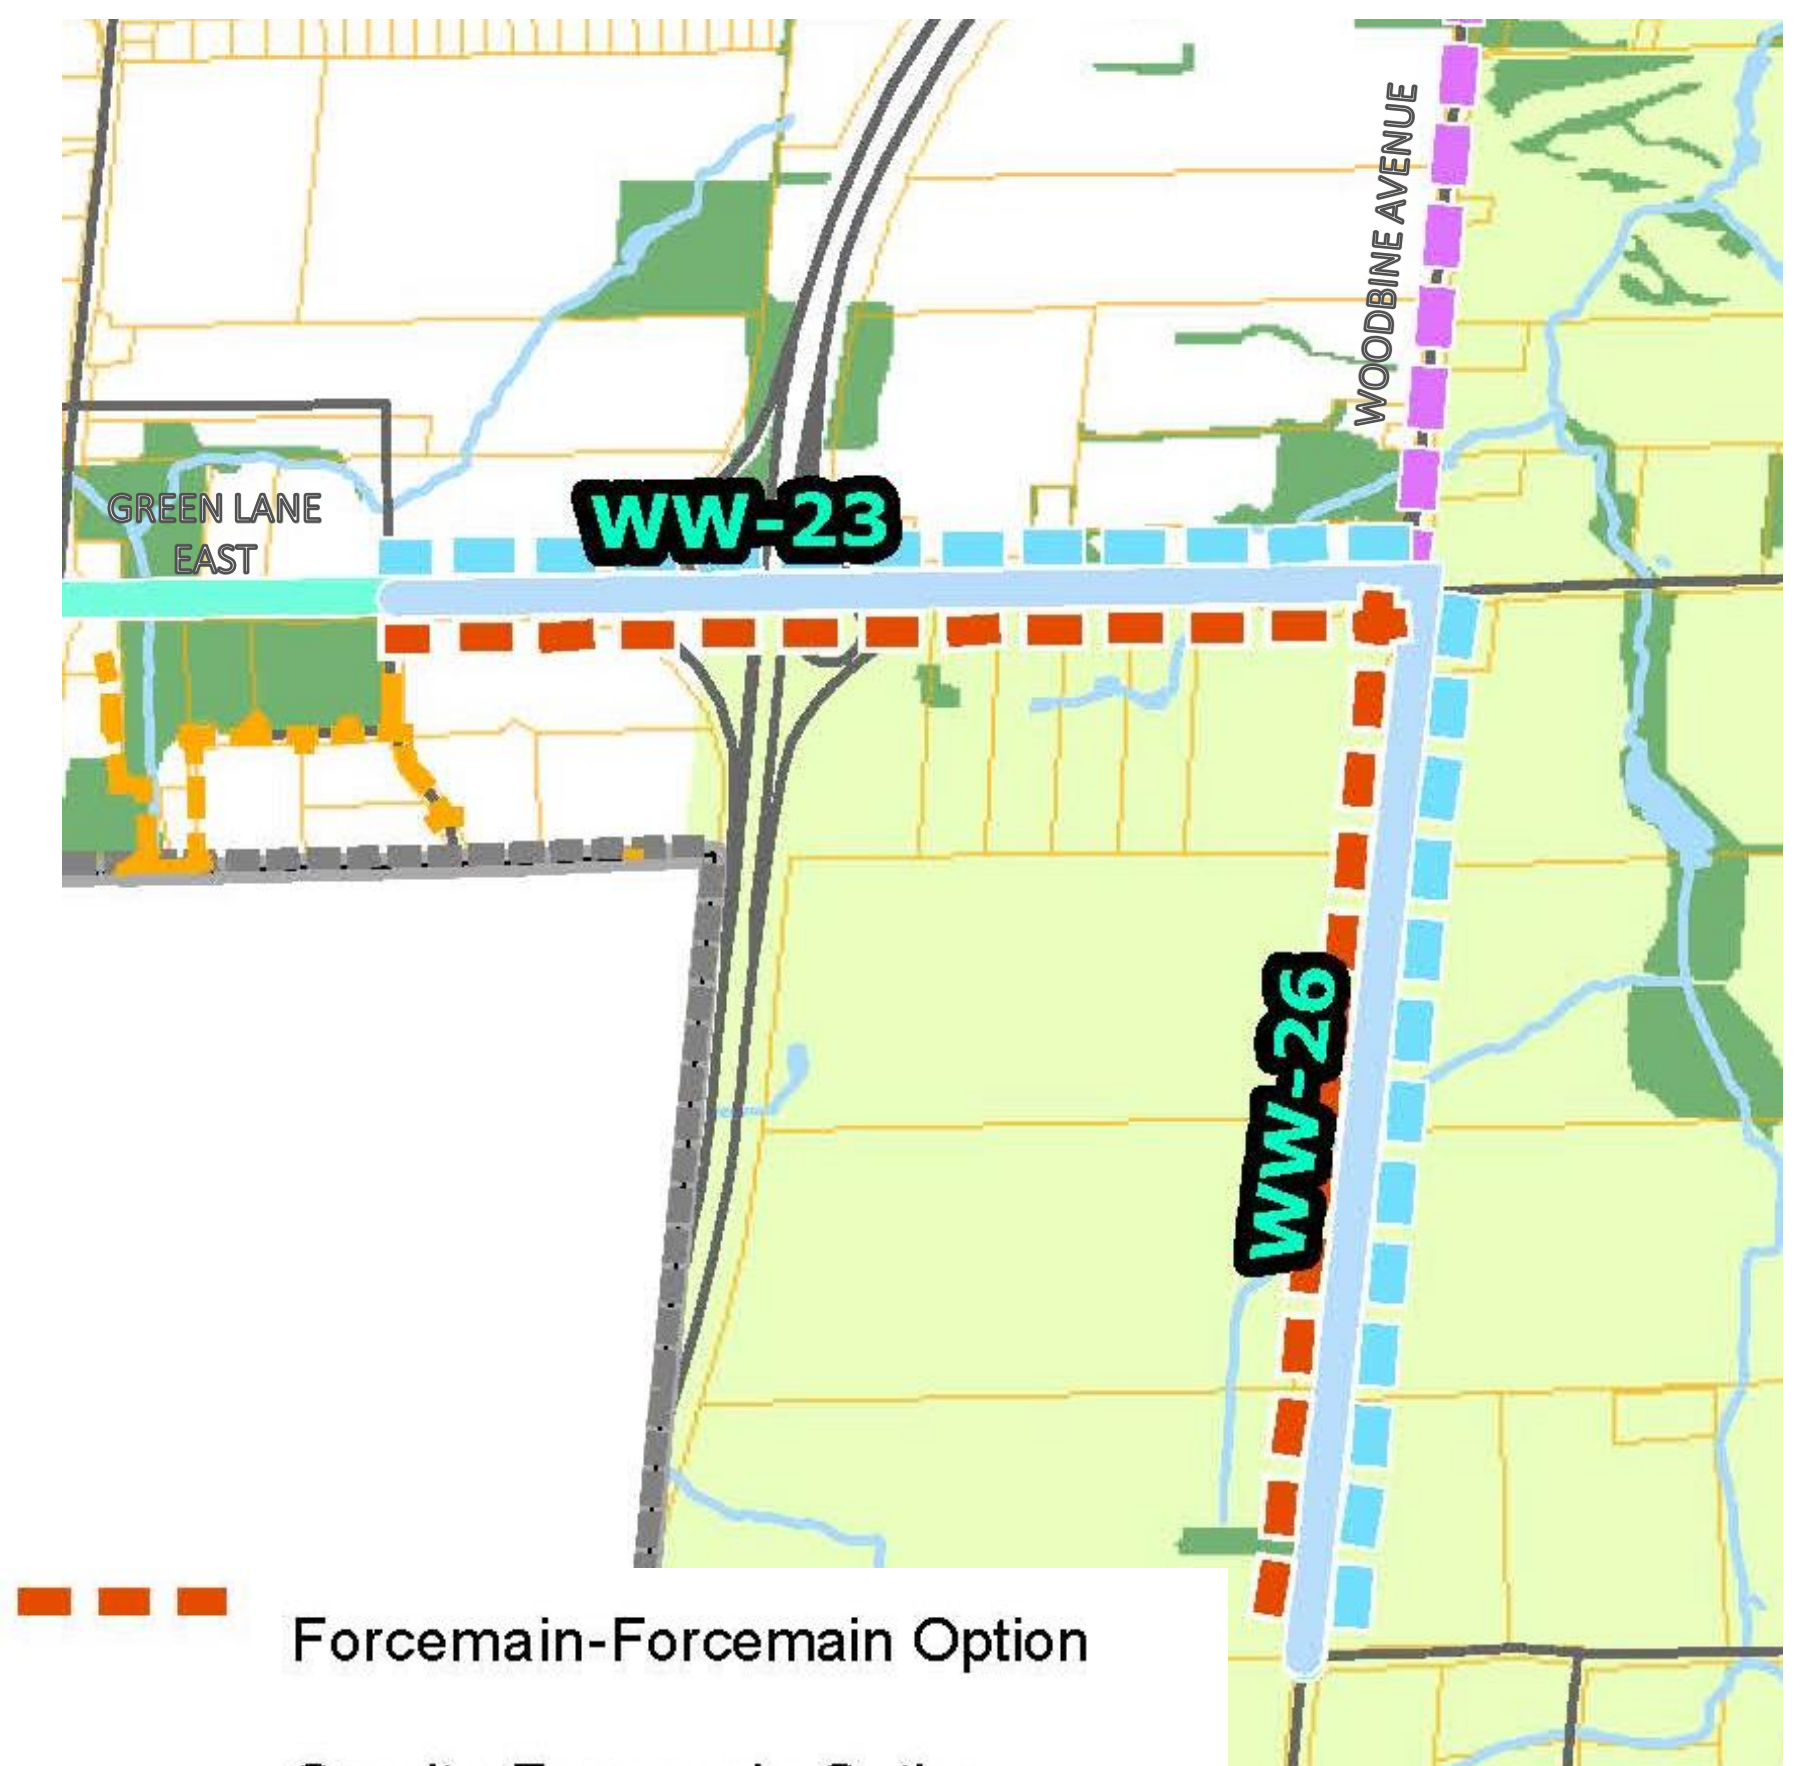 WOODBINE AVENUE
GREEN LANE
EAST
WW-23
WW-26
Forcemain-Forcemain Option